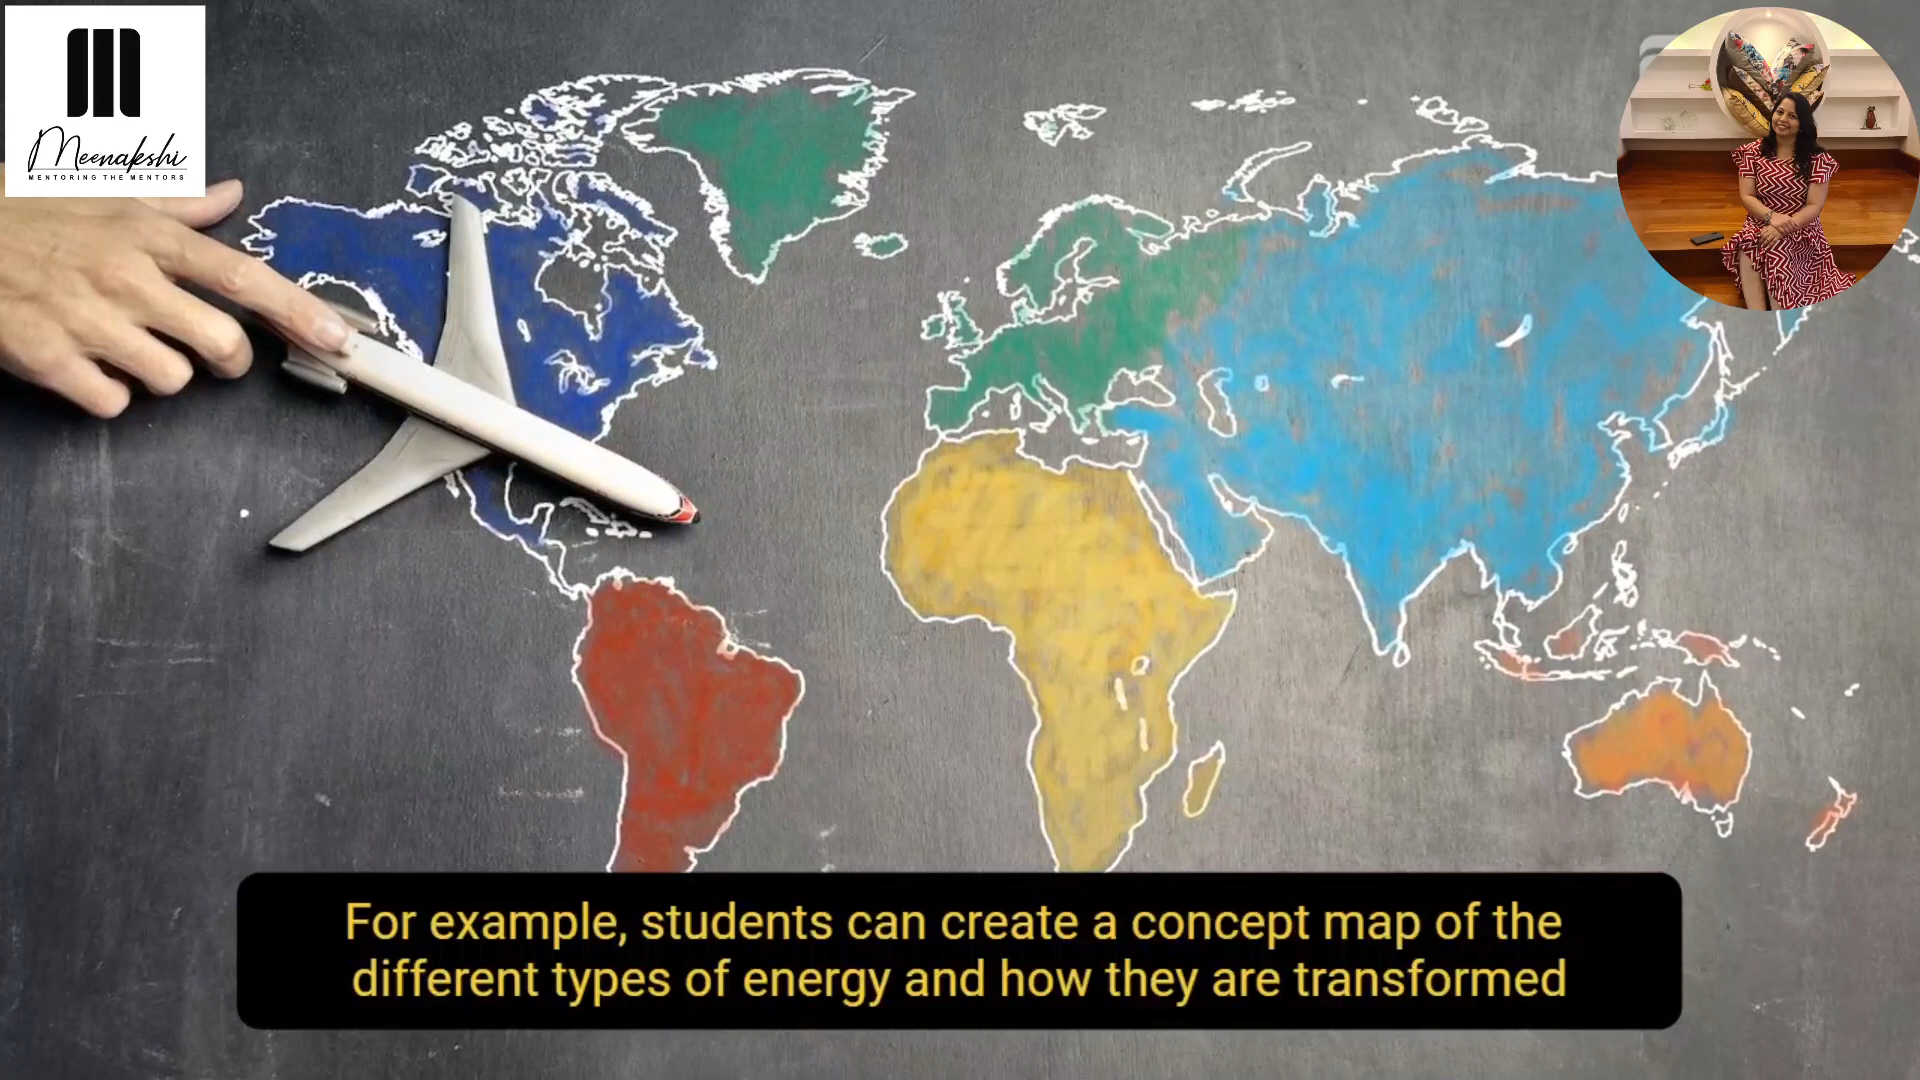 Meenakshi
MENTORING THE MENTORS
For example, students can create a concept map of the
different types of energy and how they are transformed